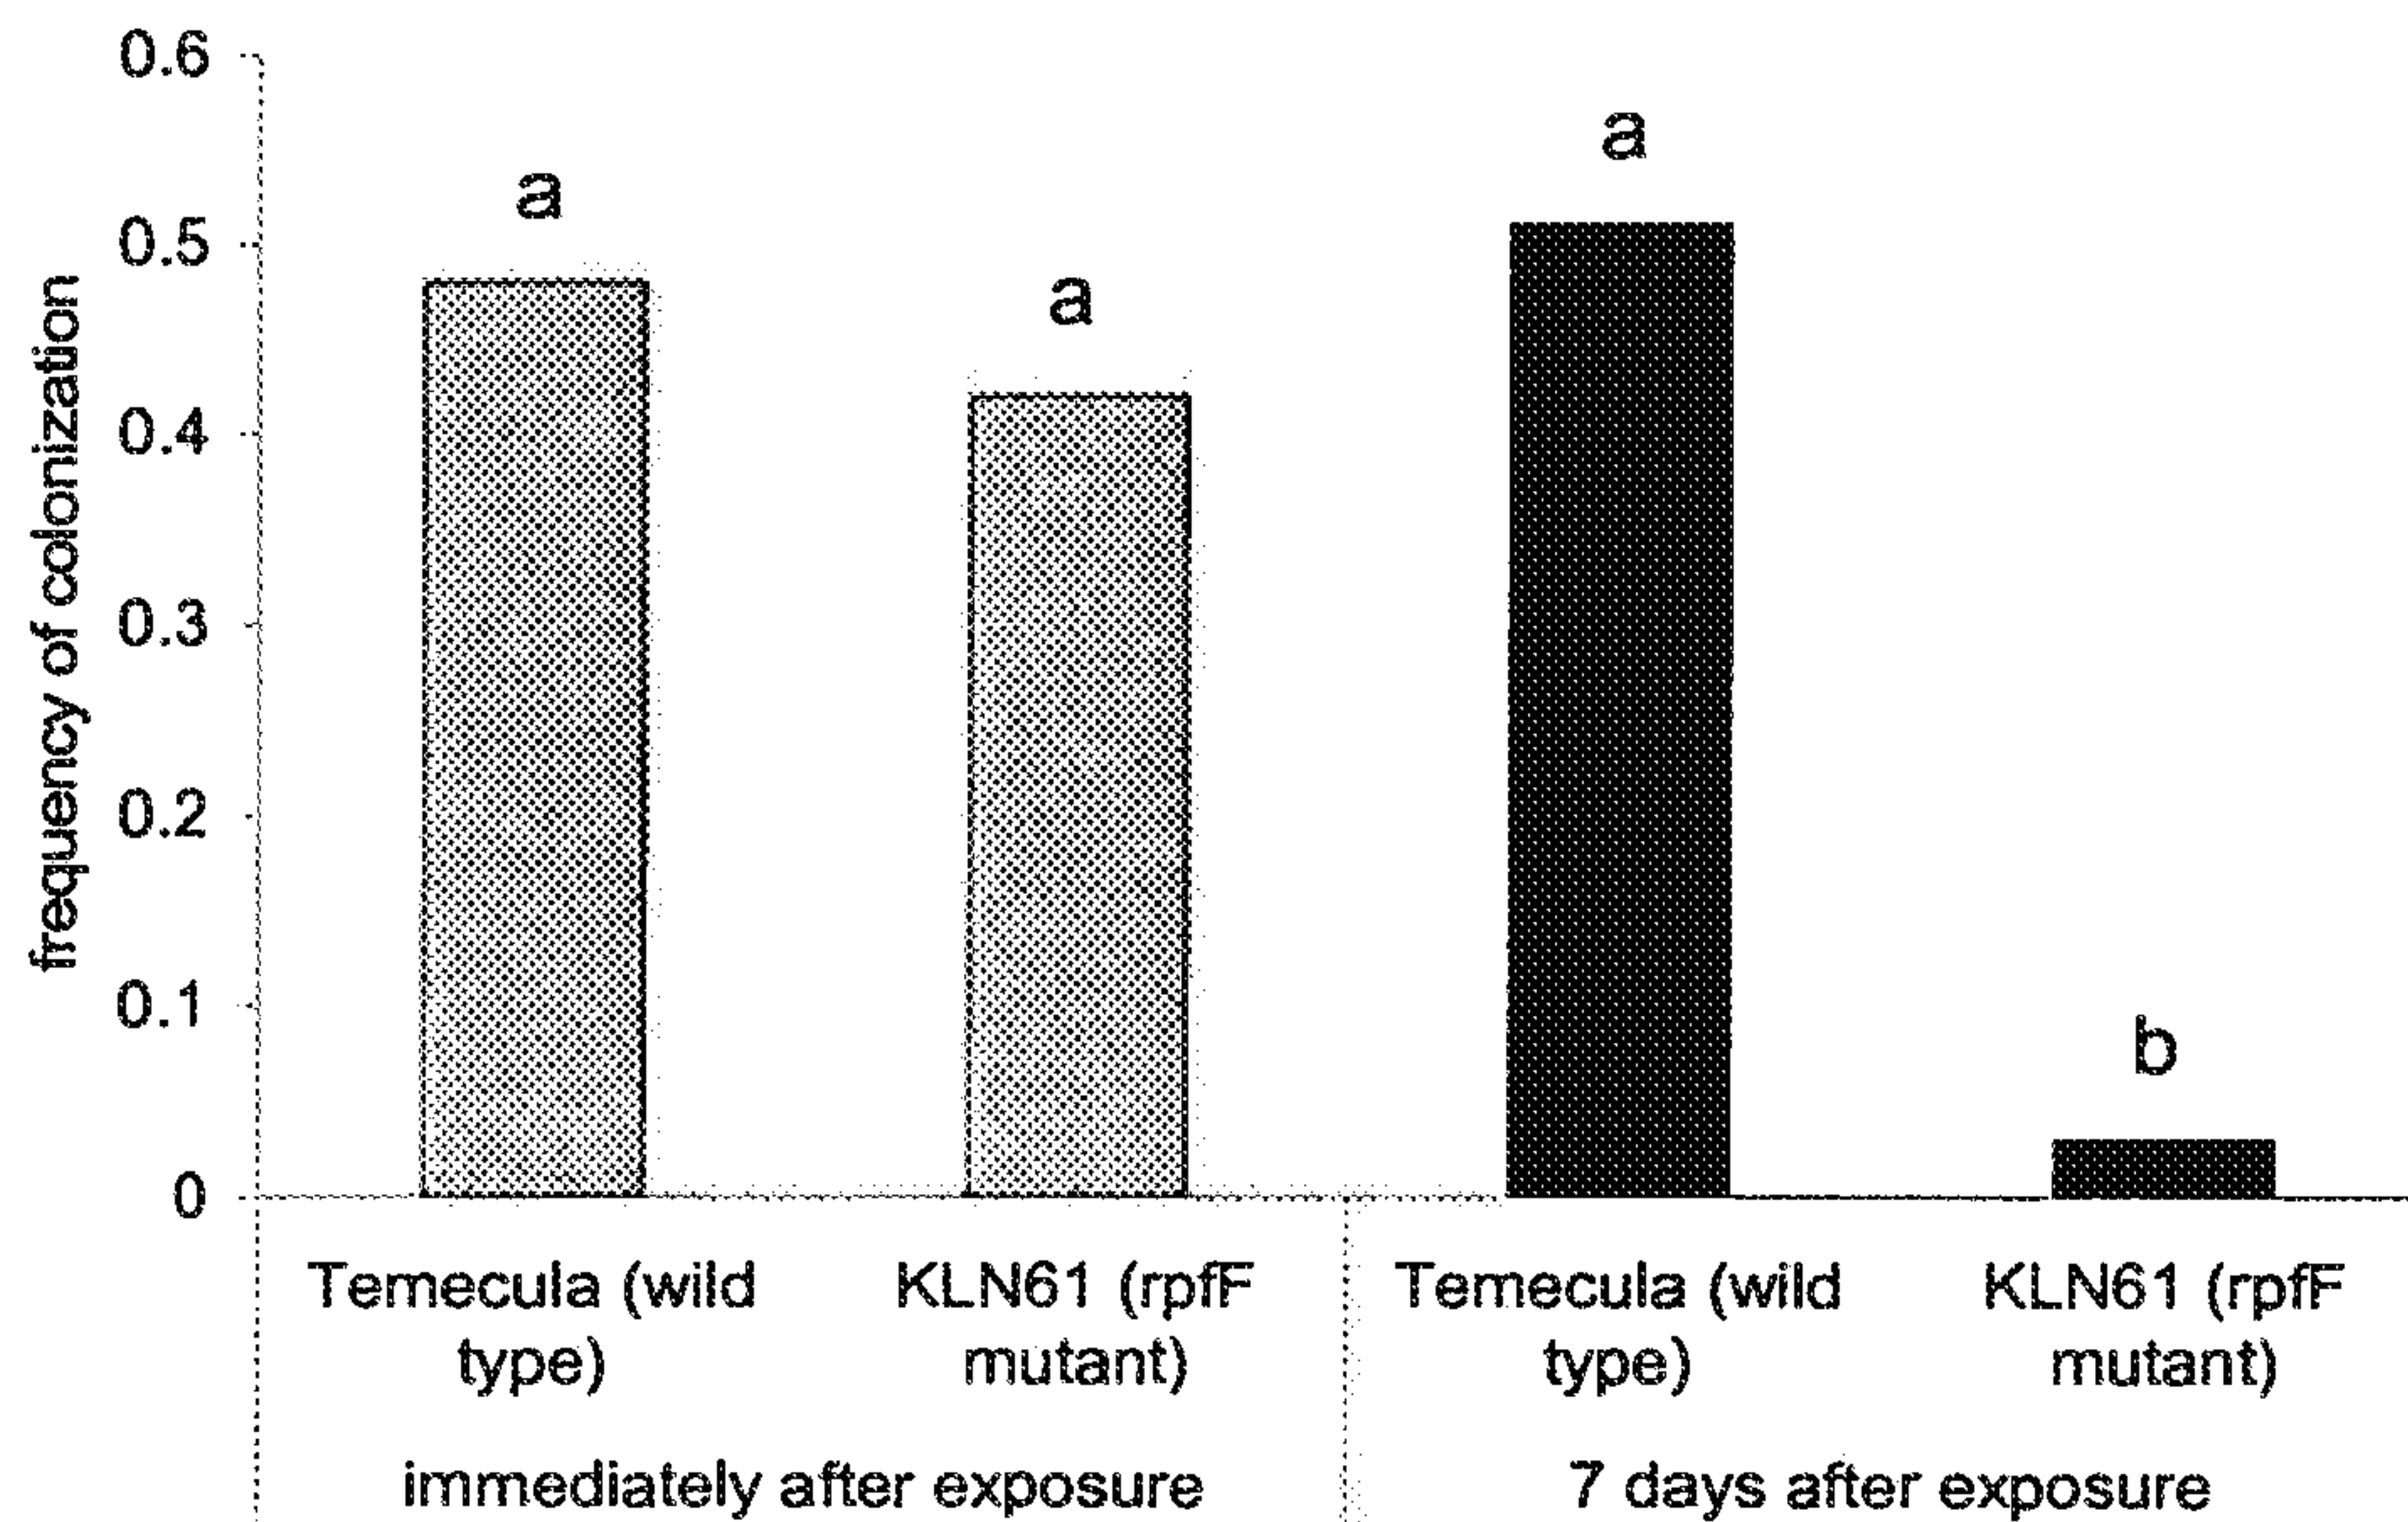 frequency of colonization
0.6
0.5
0.4
0.3
0.2
0.1
0
a
a
a
b
Temecula (wild
type)
KLN61 (rpfF
mutant)
Temecula (wild
type)
KLN61 (rpfF
mutant)
immediately after exposure
7 days after exposure